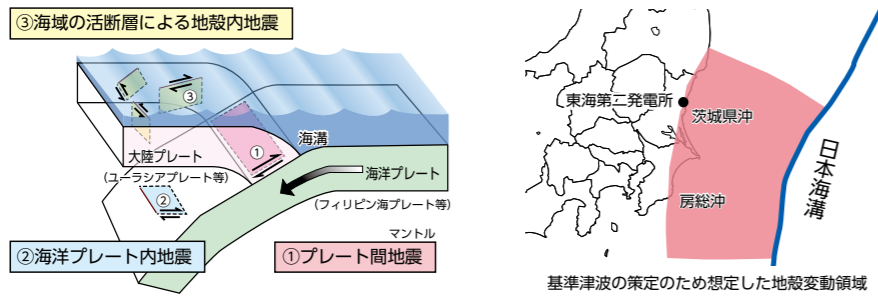 ③海域の活断層による地殻内地震
③
海溝
大陸プレート
(ユーラシアプレート等)
①
海洋プレート
(フィリピン海プレート等)
②
マントル
②海洋プレート内地震
①プレート間地震
東海第二発電所
茨城県沖
日本海溝
房総沖
基準津波の策定のため想定した地殻変動領域